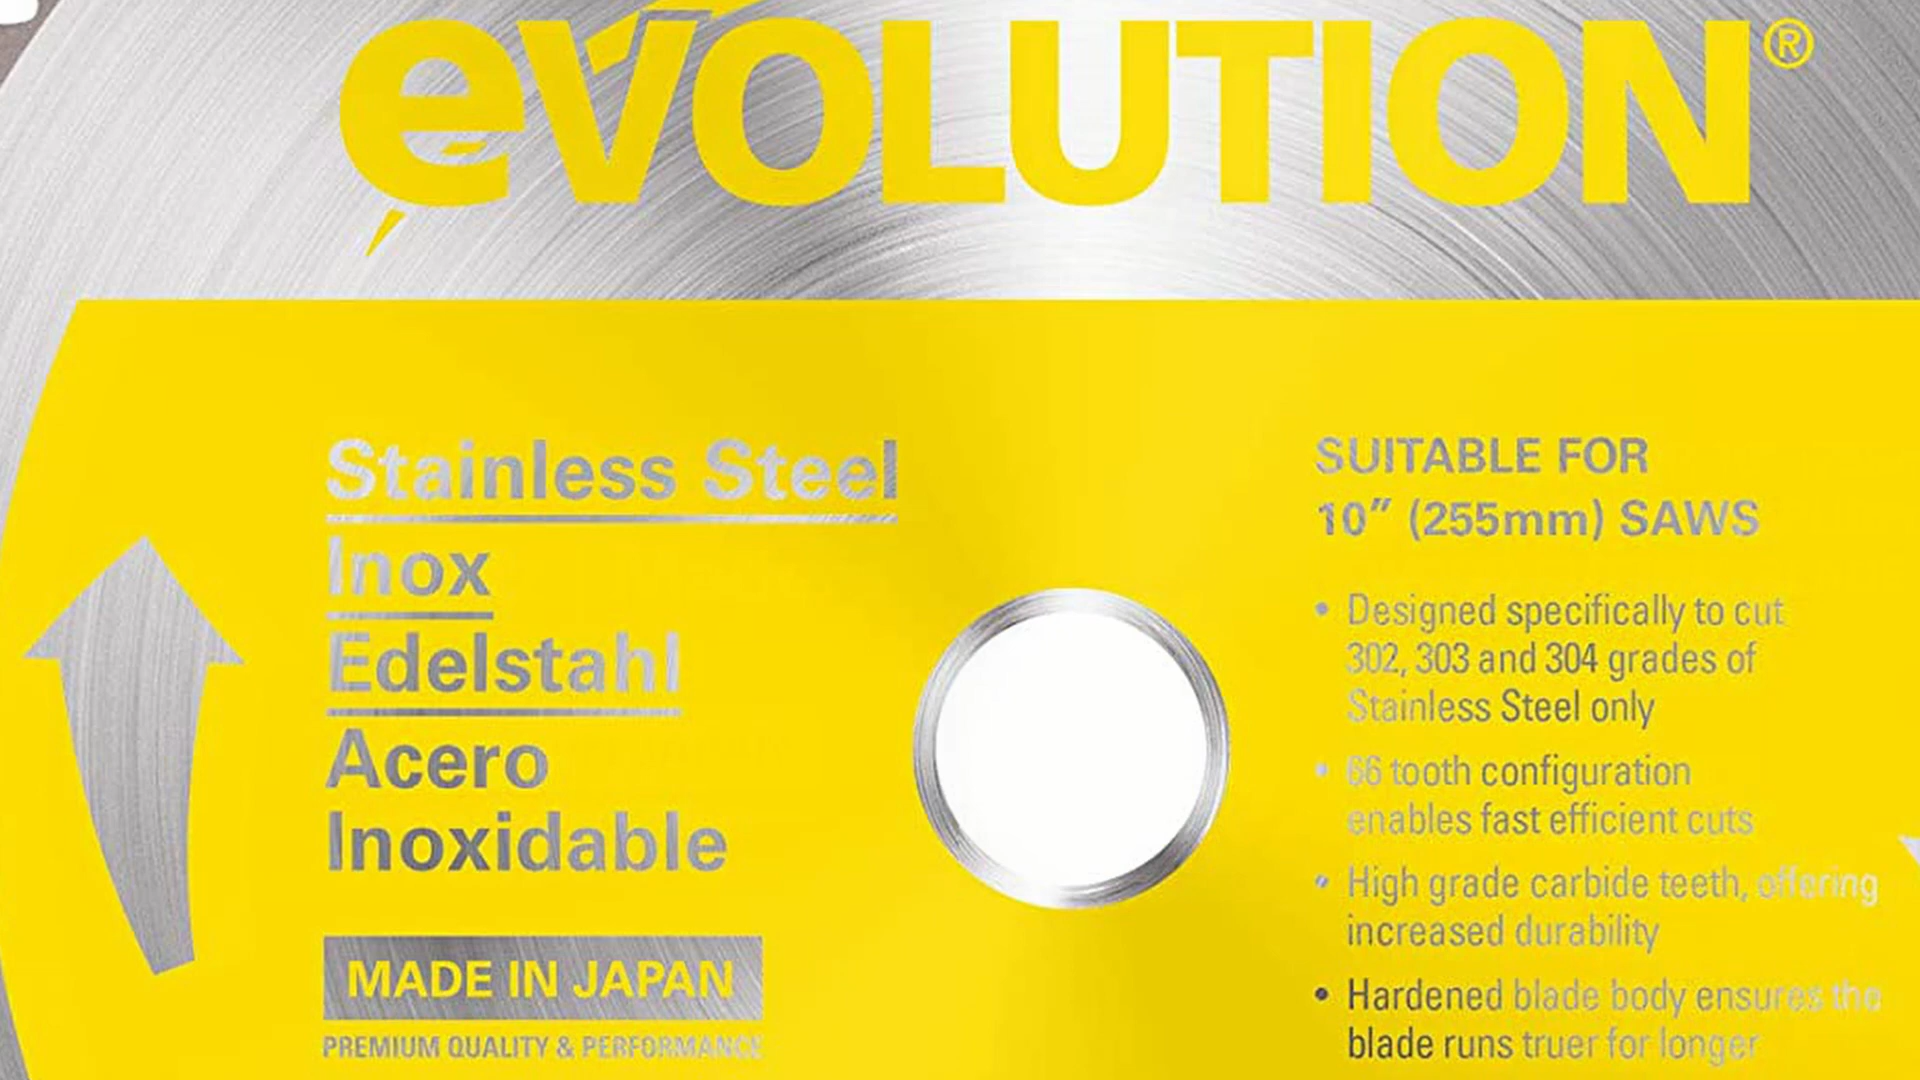 eVOLUTION®
Stainless Steel
Inox
Edelstahl
Acero
Inoxidable
MADE IN JAPAN
PREMIUM QUALITY & PERFORMANCE
SUITABLE FOR
10” (255mm) SAWS
• Designed specifically to cut
302, 303 and 304 grades of
Stainless Steel only
• 66 tooth configuration
enables fast efficient cuts
• High grade carbide teeth, offering
increased durability
• Hardened blade body ensures the
blade runs truer for longer